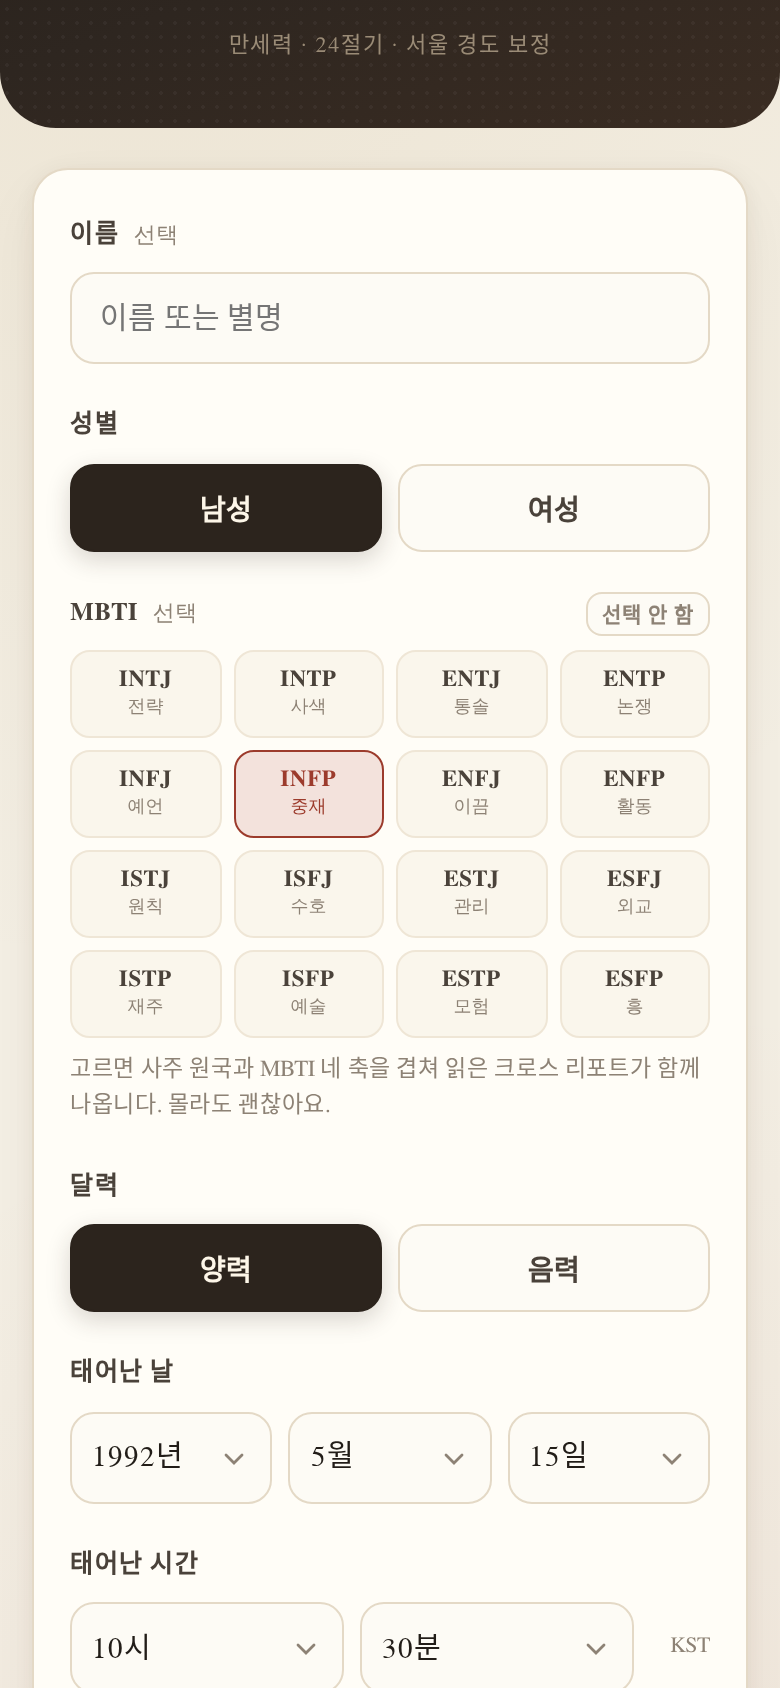 만세력 · 24절기 · 서울 경도 보정
이름 선택
이름 또는 별명
성별
남성 여성
MBTI 선택 선택 안 함
INTJ INTP ENTJ ENTP
전략 사색 통솔 논쟁
INFJ INFP ENFJ ENFP
예언 중재 이끔 활동
ISTJ ISFJ ESTJ ESFJ
원칙 수호 관리 외교
ISTP ISFP ESTP ESFP
재주 예술 모험 흥
고르면 사주 원국과 MBTI 네 축을 겹쳐 읽은 크로스 리포트가 함께
나옵니다. 몰라도 괜찮아요.
달력
양력 음력
태어난 날
1992년 5월 15일
태어난 시간
10시 30분 KST